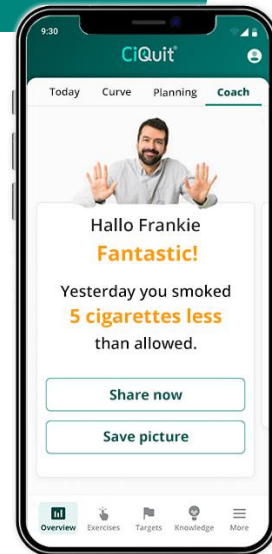 9:30
CiQuit®
Today Curve Planning Coach
Hallo Frankie
Fantastic!
Yesterday you smoked
5 cigarettes less
than allowed.
Share now
Save picture
Overview Exercises Targets Knowledge More